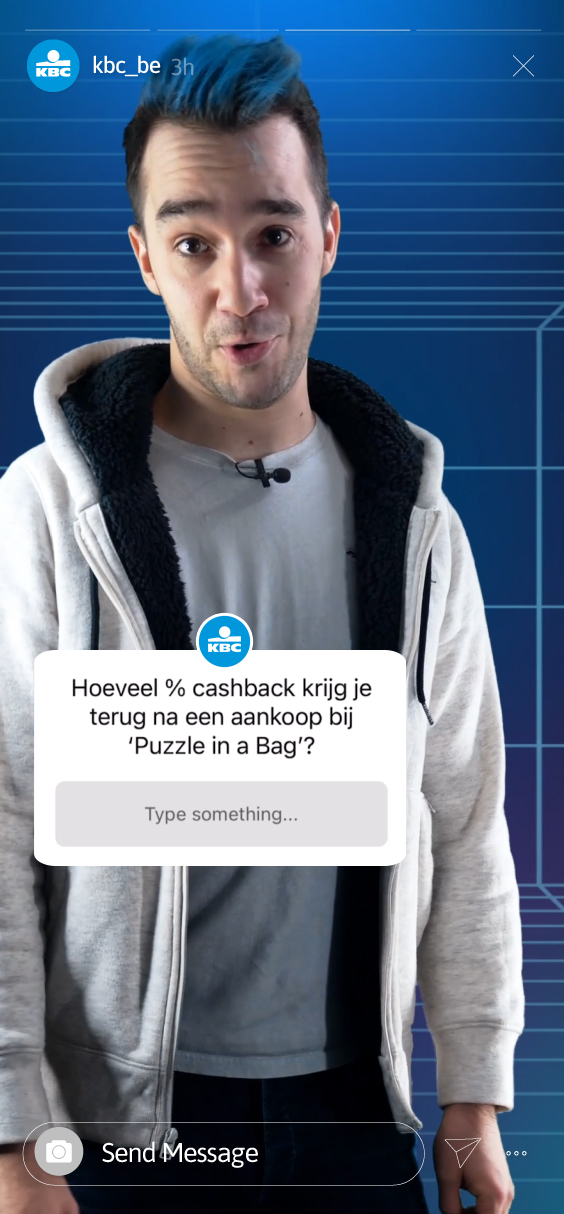 KBC
kbc_be 3h
KBC
Hoeveel % cashback krijg je
terug na een aankoop bij
‘Puzzle in a Bag’?
Type something...
Send Message